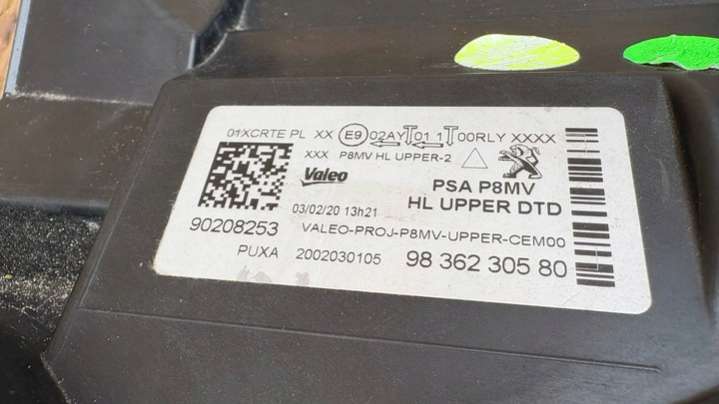 01XCRTE PL XX E9 02AY 01 1 00RLY XXXX
XXX P8MV HL UPPER-2
Valeo
PSA P8MV
03/02/20 13h21
HL UPPER DTD
90208253
VALEO-PROJ-P8MV-UPPER-CEM00
PUXA 2002030105
98 362 305 80